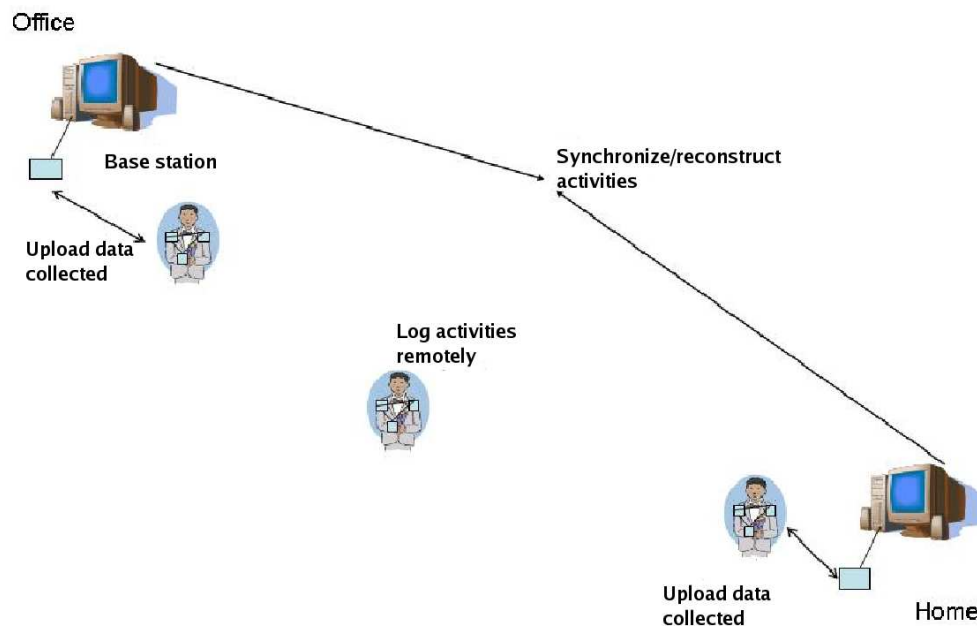 Office
Base station
Synchronize/reconstruct
activities
Upload data
collected
Log activities
remotely
Upload data
collected
Home